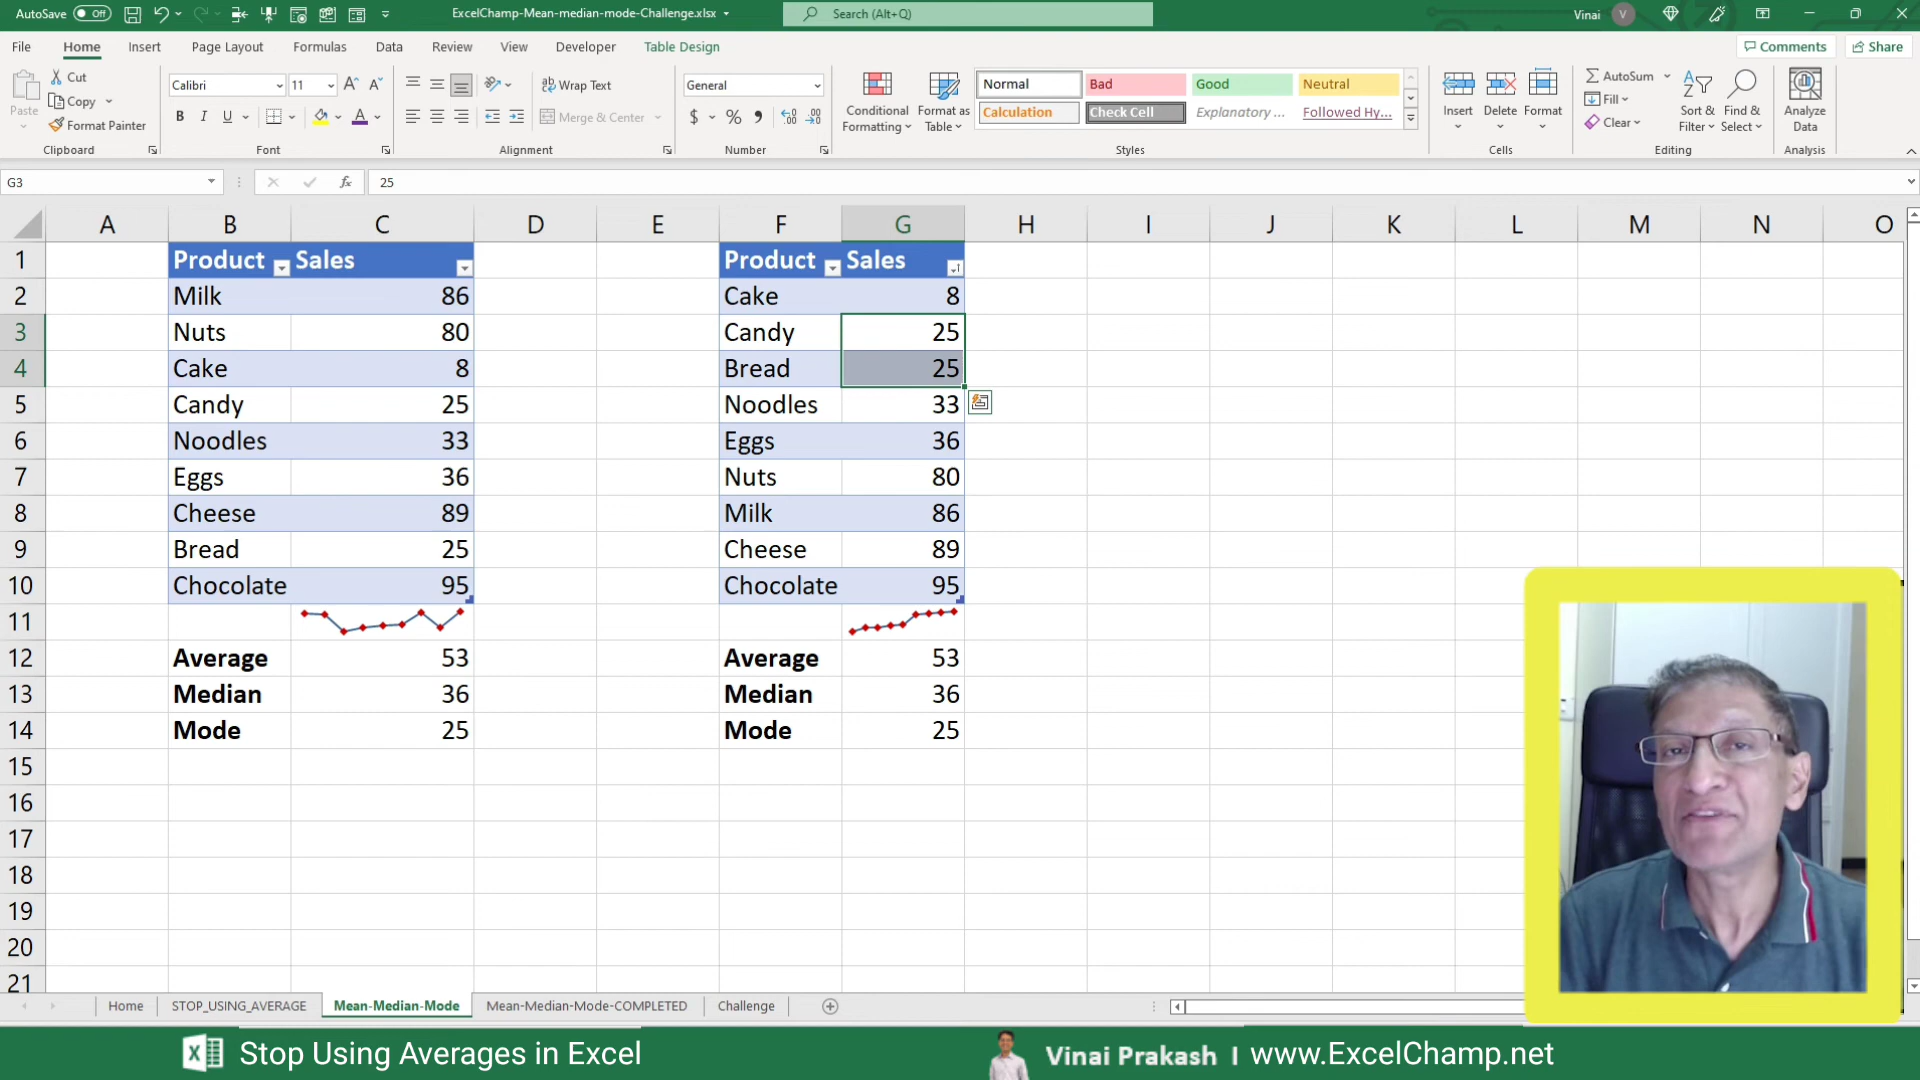 AutoSave Off
ExcelChamp-Mean-median-mode-Challenge.xlsx
Search (Alt+Q)
Vinai V
File Home Insert Page Layout Formulas Data Review View Developer Table Design
Comments Share
Paste
Cut
Copy
Format Painter
Clipboard
Calibri 11
B I U
Font
Wrap Text
Merge & Center
Alignment
General
$ % ,
Number
Conditional Formatting
Format as Table
Normal Bad Good Neutral
Calculation Check Cell Explanatory ... Followed Hy...
Styles
Insert Delete Format
Cells
AutoSum
Fill
Clear
Sort & Filter
Find & Select
Editing
Analyze Data
Analysis
G3 fx 25
A B C D E F G H I J K L M N O
1 Product Sales Product Sales
2 Milk 86 Cake 8
3 Nuts 80 Candy 25
4 Cake 8 Bread 25
5 Candy 25 Noodles 33
6 Noodles 33 Eggs 36
7 Eggs 36 Nuts 80
8 Cheese 89 Milk 86
9 Bread 25 Cheese 89
10 Chocolate 95 Chocolate 95
11
12 Average 53 Average 53
13 Median 36 Median 36
14 Mode 25 Mode 25
15
16
17
18
19
20
21
Home STOP_USING_AVERAGE Mean-Median-Mode Mean-Median-Mode-COMPLETED Challenge
Stop Using Averages in Excel
Vinai Prakash I www.ExcelChamp.net